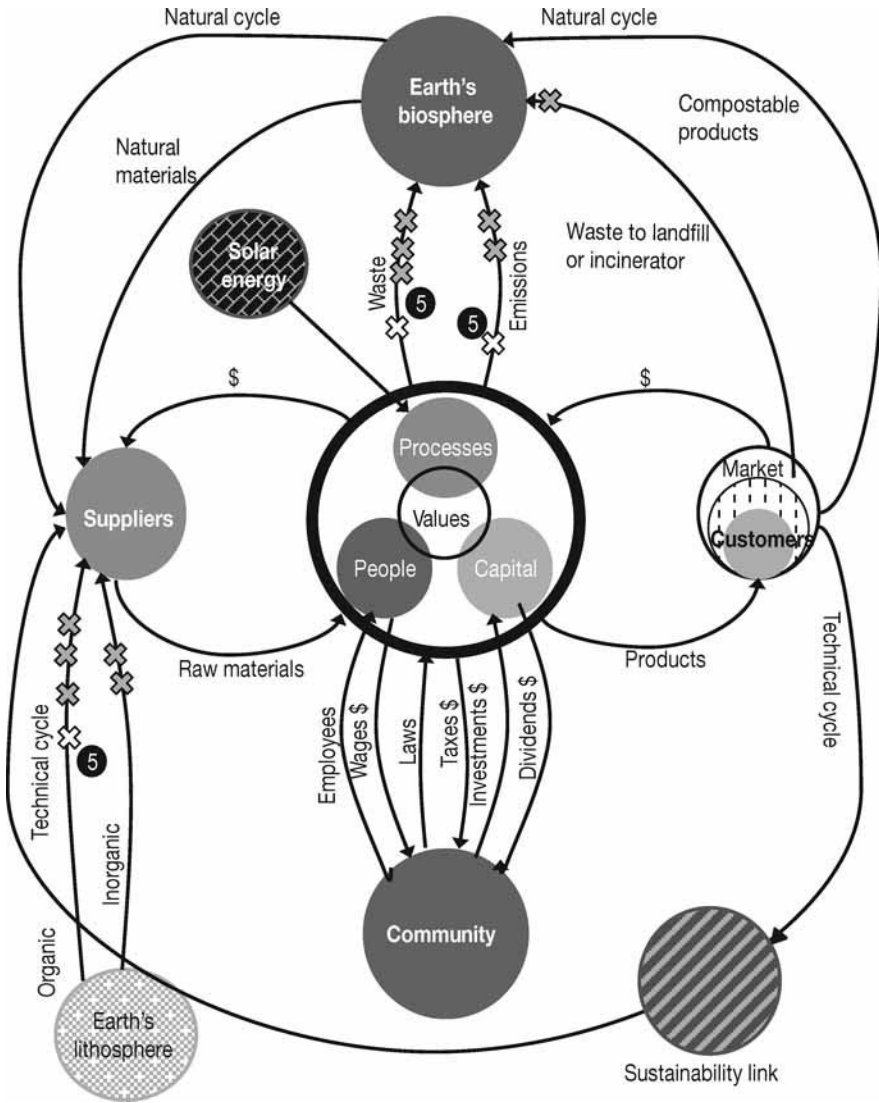 Natural cycle
Natural cycle
Earth's
biosphere
Compostable
products
Natural
materials
Solar
energy
Waste
5
5
Emissions
Waste to landfill
or incinerator
$
$
Processes
Values
People
Capital
Suppliers
Market
Customers
Raw materials
Products
Technical cycle
5
Inorganic
Organic
Employees
Wages $
Laws
Taxes $
Investments $
Dividends $
Technical cycle
Community
Earth's
lithosphere
Sustainability link